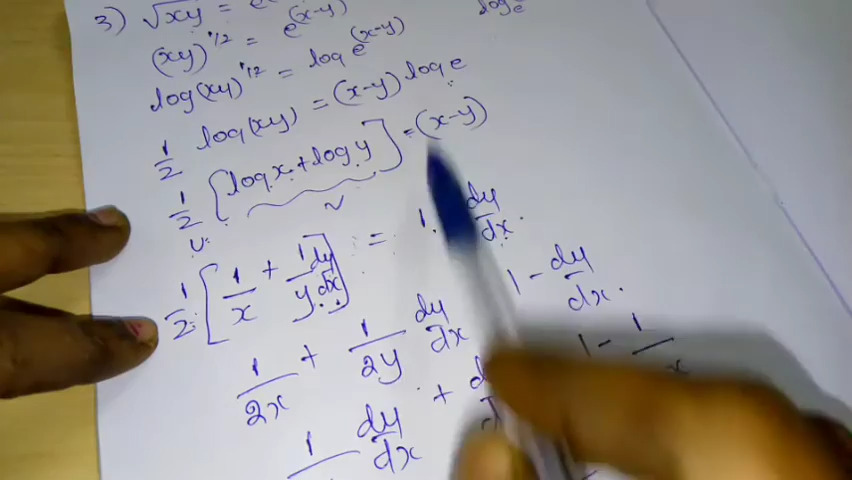 3) √xy = e
(xy)^1/2 = e^(x-y) log e
log(xy)^1/2 = log e^(x-y)
1/2 log(xy) = (x-y) log e
1/2 [log x + log y] = (x-y)
1/2 [1/x + 1/y dy/dx] = 1. dy/dx.
1/2x + 1/2y dy/dx 1 - dy/dx.
1 dy/dx + d 1 - 1/x